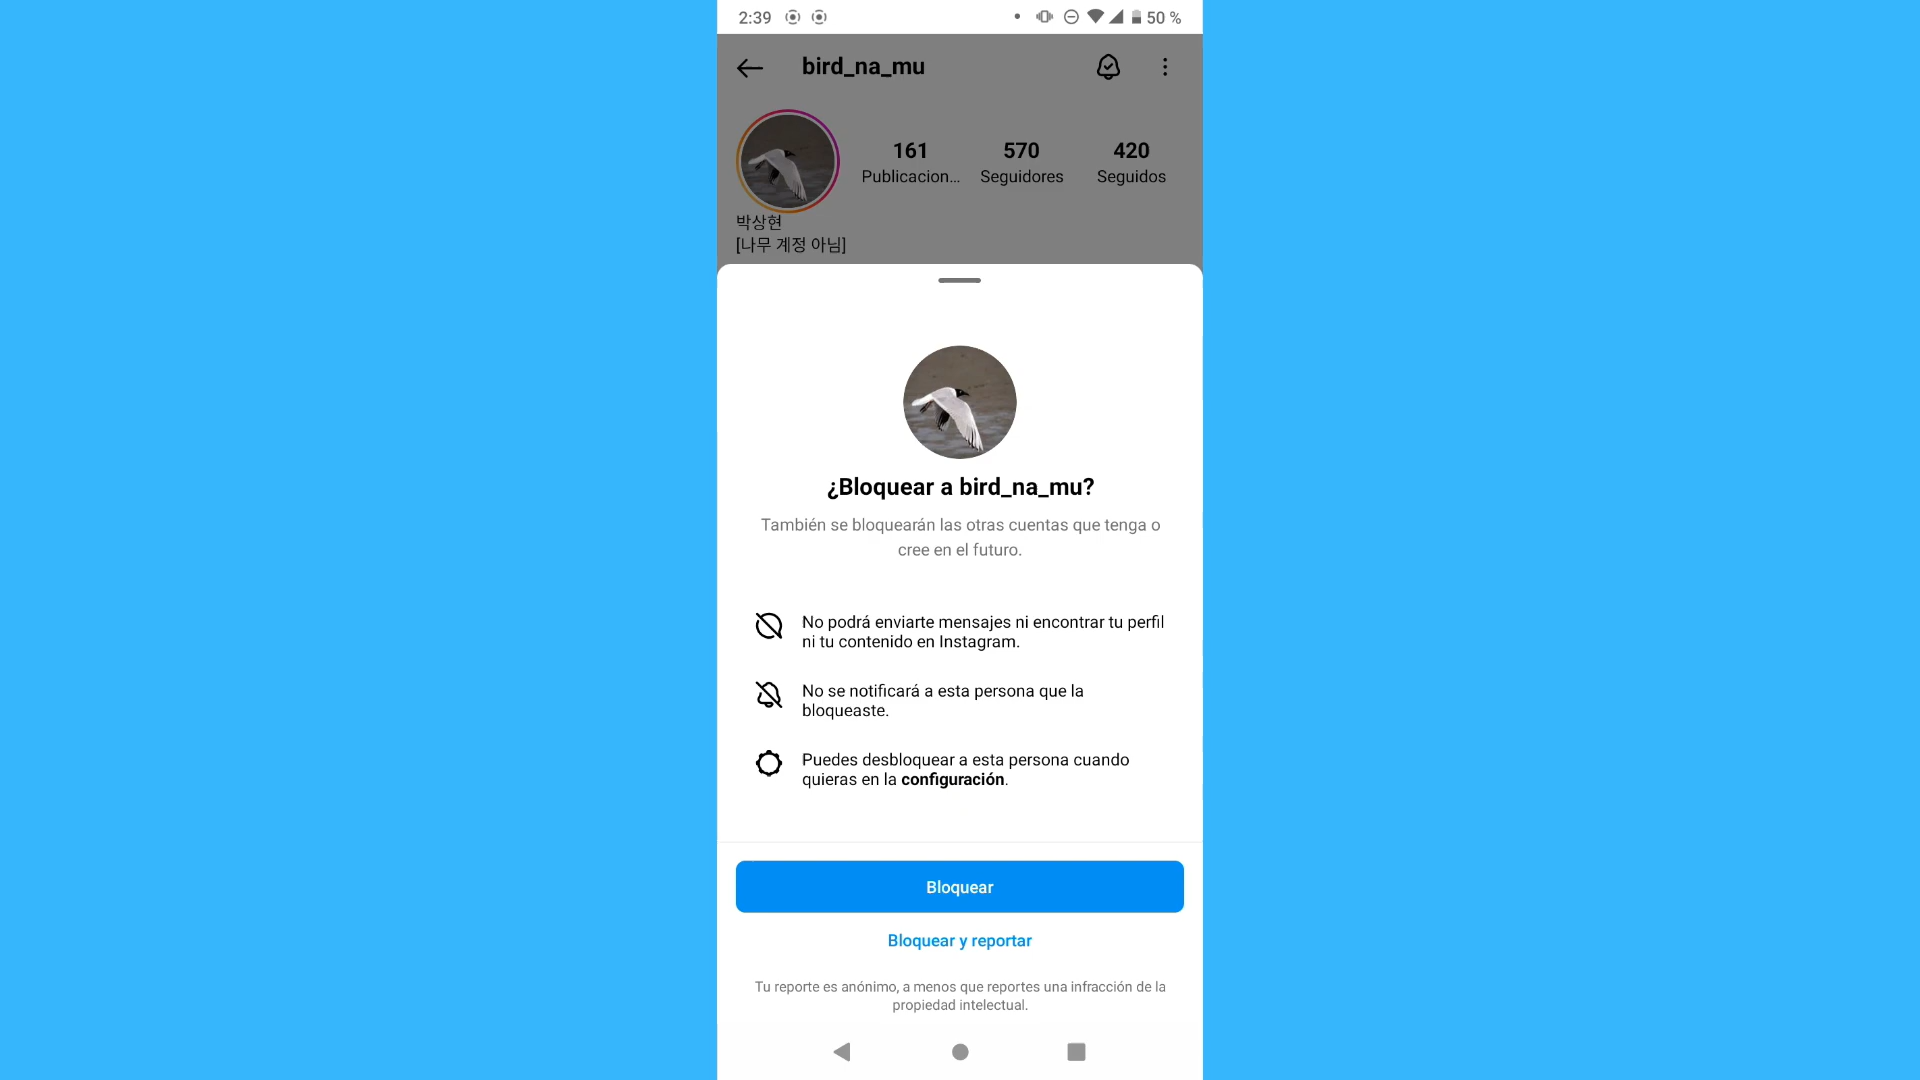 2:39
50 %
bird_na_mu
161
570
420
Publicacion...
Seguidores
Seguidos
박상현
[나무 계정 아님]
¿Bloquear a bird_na_mu?
También se bloquearán las otras cuentas que tenga o
cree en el futuro.
No podrá enviarte mensajes ni encontrar tu perfil
ni tu contenido en Instagram.
No se notificará a esta persona que la
bloqueaste.
Puedes desbloquear a esta persona cuando
quieras en la configuración.
Bloquear
Bloquear y reportar
Tu reporte es anónimo, a menos que reportes una infracción de la
propiedad intelectual.